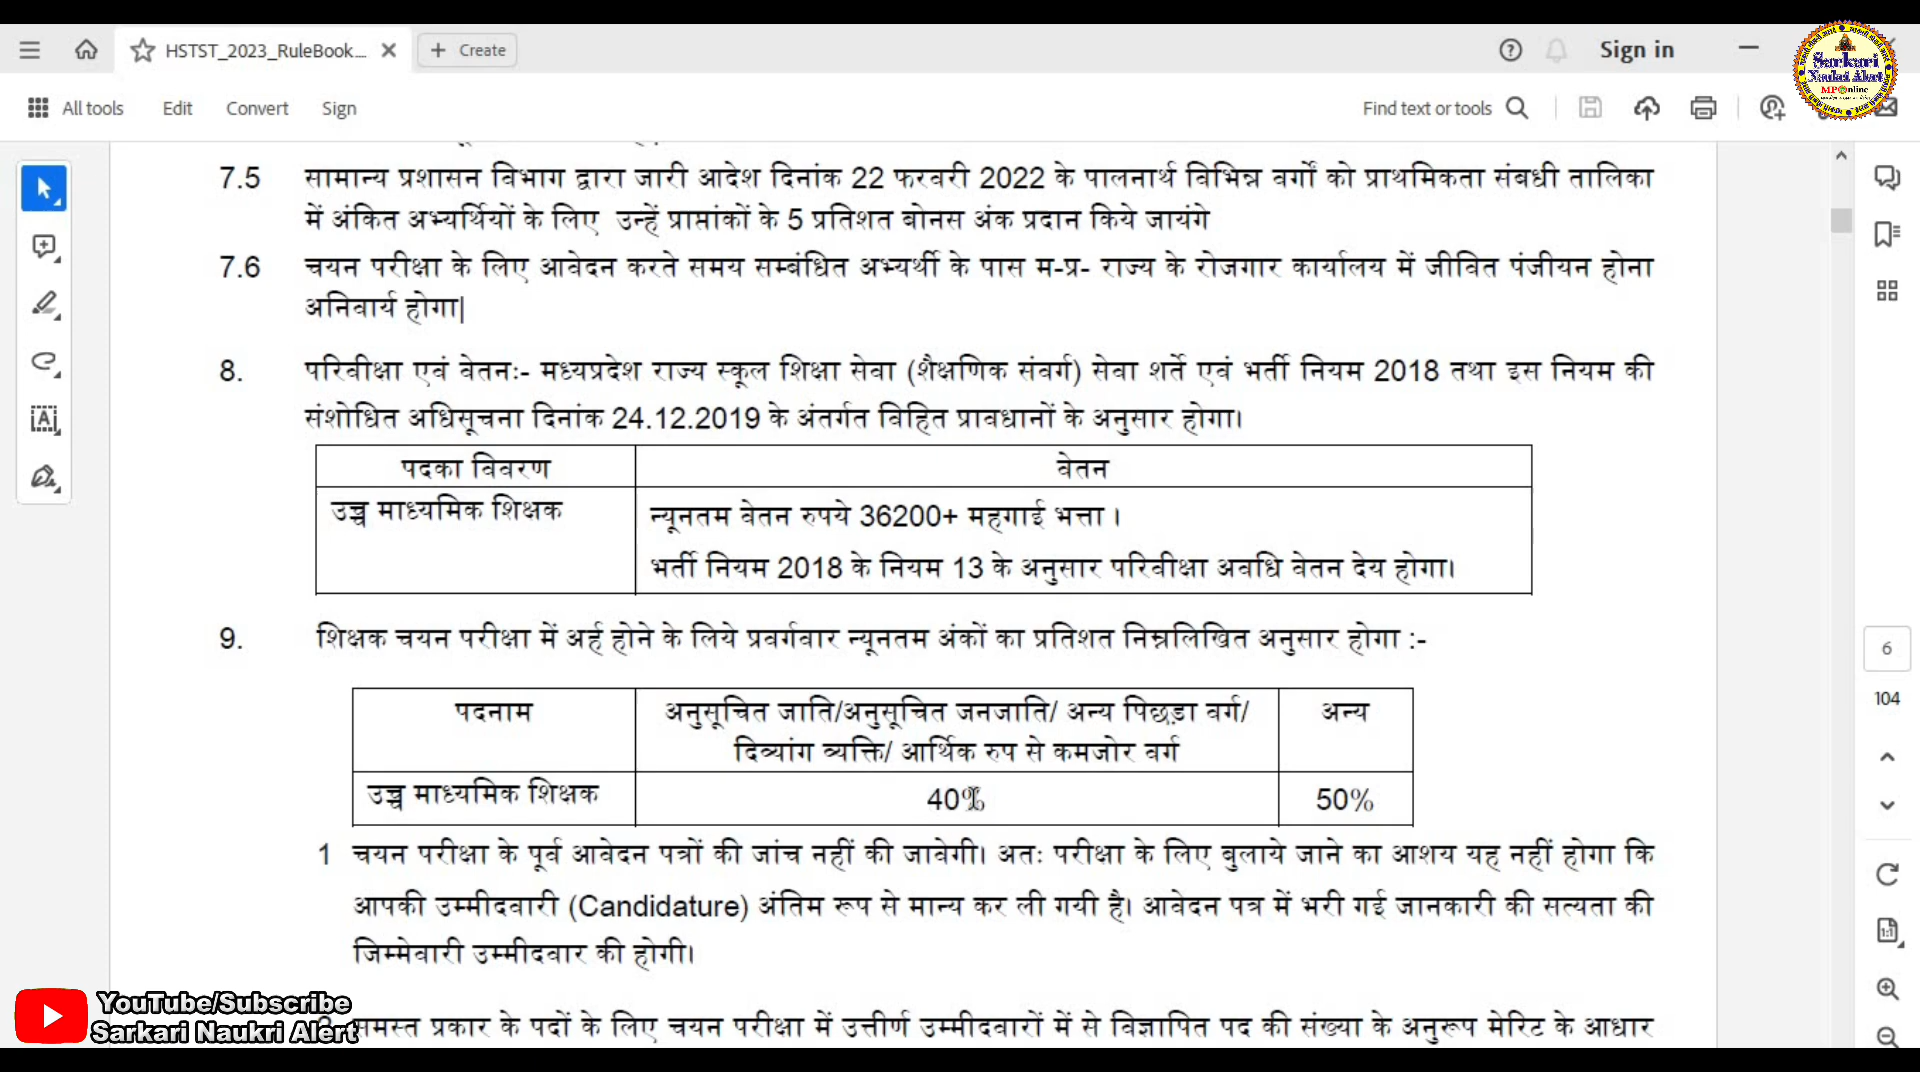 HSTST_2023_RuleBook_...
+ Create
Sign in
All tools
Edit
Convert
Sign
Find text or tools
Sarkari
Naukri Alert
MPOnline
7.5 सामान्य प्रशासन विभाग द्वारा जारी आदेश दिनांक 22 फरवरी 2022 के पालनार्थ विभिन्न वर्गों को प्राथमिकता संबधी तालिका
में अंकित अभ्यर्थियों के लिए उन्हें प्राप्तांकों के 5 प्रतिशत बोनस अंक प्रदान किये जायंगे
7.6 चयन परीक्षा के लिए आवेदन करते समय सम्बंधित अभ्यर्थी के पास म-प्र- राज्य के रोजगार कार्यालय में जीवित पंजीयन होना
अनिवार्य होगा|
8. परिवीक्षा एवं वेतनः- मध्यप्रदेश राज्य स्कूल शिक्षा सेवा (शैक्षणिक संवर्ग) सेवा शर्ते एवं भर्ती नियम 2018 तथा इस नियम की
संशोधित अधिसूचना दिनांक 24.12.2019 के अंतर्गत विहित प्रावधानों के अनुसार होगा।
पदका विवरण
वेतन
उच्च माध्यमिक शिक्षक
न्यूनतम वेतन रुपये 36200+ महगाई भत्ता ।
भर्ती नियम 2018 के नियम 13 के अनुसार परिवीक्षा अवधि वेतन देय होगा।
9. शिक्षक चयन परीक्षा में अर्ह होने के लिये प्रवर्गवार न्यूनतम अंकों का प्रतिशत निम्नलिखित अनुसार होगा :-
पदनाम
अनुसूचित जाति/अनुसूचित जनजाति/ अन्य पिछड़ा वर्ग/
दिव्यांग व्यक्ति/ आर्थिक रुप से कमजोर वर्ग
अन्य
उच्च माध्यमिक शिक्षक
40%
50%
1 चयन परीक्षा के पूर्व आवेदन पत्रों की जांच नहीं की जावेगी। अतः परीक्षा के लिए बुलाये जाने का आशय यह नहीं होगा कि
आपकी उम्मीदवारी (Candidature) अंतिम रूप से मान्य कर ली गयी है। आवेदन पत्र में भरी गई जानकारी की सत्यता की
जिम्मेवारी उम्मीदवार की होगी।
समस्त प्रकार के पदों के लिए चयन परीक्षा में उत्तीर्ण उम्मीदवारों में से विज्ञापित पद की संख्या के अनुरूप मेरिट के आधार
6
104
1:1
YouTube/Subscribe
Sarkari Naukri Alert